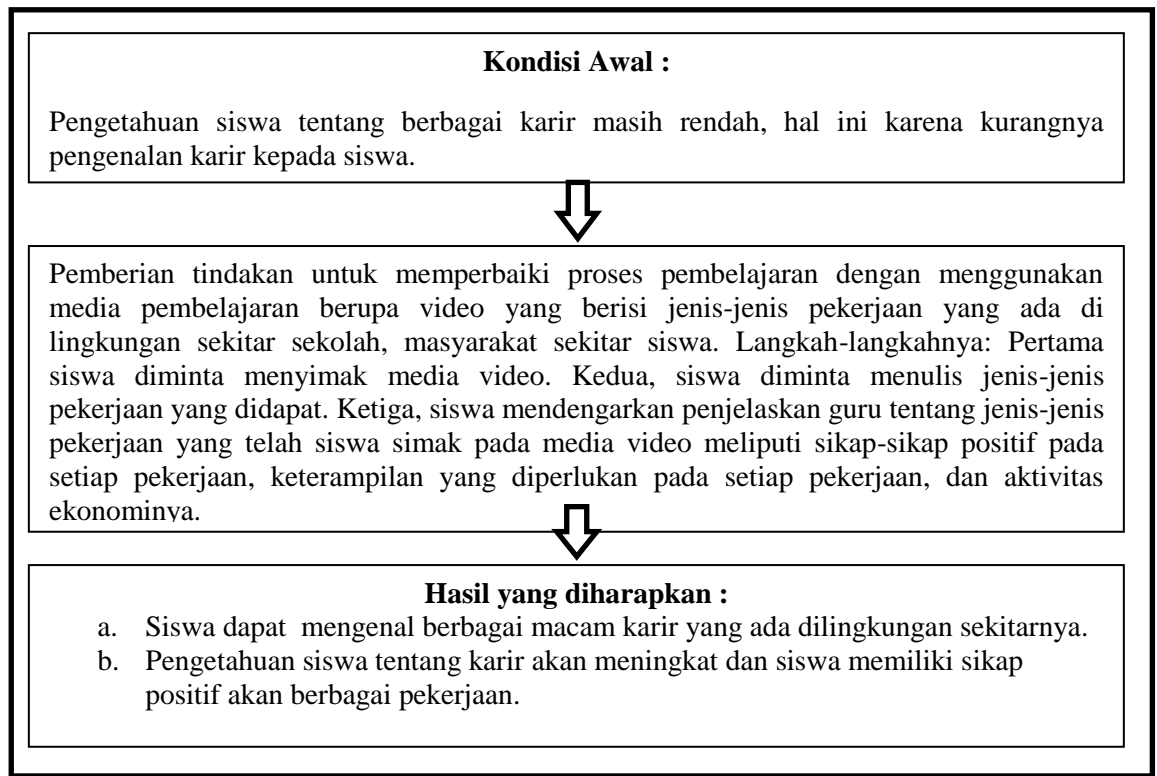 Kondisi Awal :
Pengetahuan siswa tentang berbagai karir masih rendah, hal ini karena kurangnya
pengenalan karir kepada siswa.
Pemberian tindakan untuk memperbaiki proses pembelajaran dengan menggunakan
media pembelajaran berupa video yang berisi jenis-jenis pekerjaan yang ada di
lingkungan sekitar sekolah, masyarakat sekitar siswa. Langkah-langkahnya: Pertama
siswa diminta menyimak media video. Kedua, siswa diminta menulis jenis-jenis
pekerjaan yang didapat. Ketiga, siswa mendengarkan penjelaskan guru tentang jenis-jenis
pekerjaan yang telah siswa simak pada media video meliputi sikap-sikap positif pada
setiap pekerjaan, keterampilan yang diperlukan pada setiap pekerjaan, dan aktivitas
ekonominya.
Hasil yang diharapkan :
a. Siswa dapat mengenal berbagai macam karir yang ada dilingkungan sekitarnya.
b. Pengetahuan siswa tentang karir akan meningkat dan siswa memiliki sikap
positif akan berbagai pekerjaan.